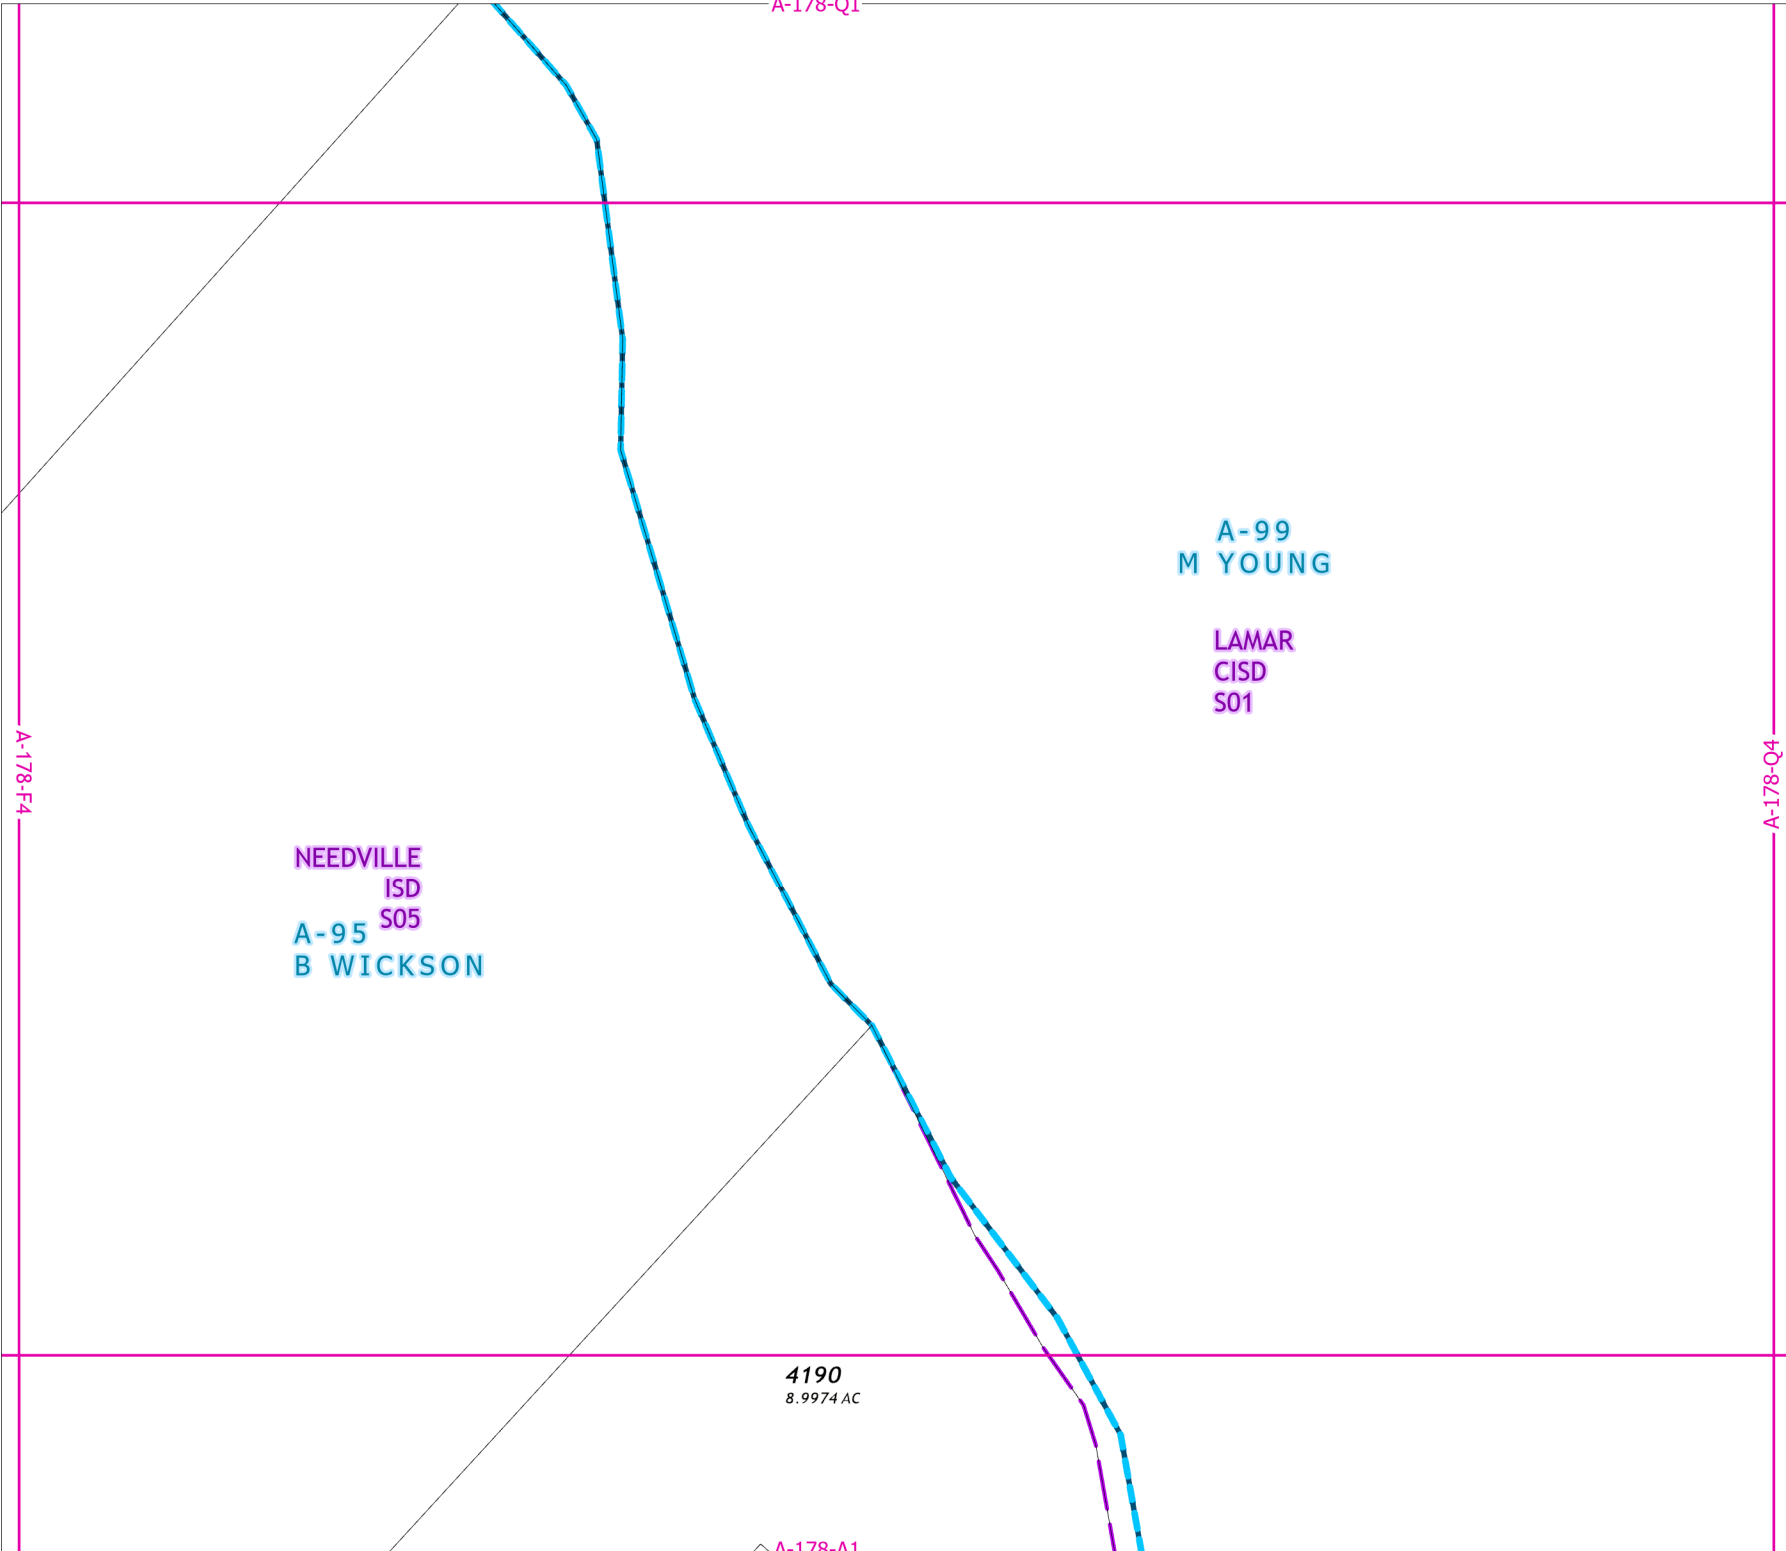 A-178-Q1
A-99
M YOUNG
LAMAR
CISD
S01
A-178-F4
A-178-Q4
NEEDVILLE
ISD
S05
A-95
B WICKSON
4190
8.9974 AC
A-178-A1